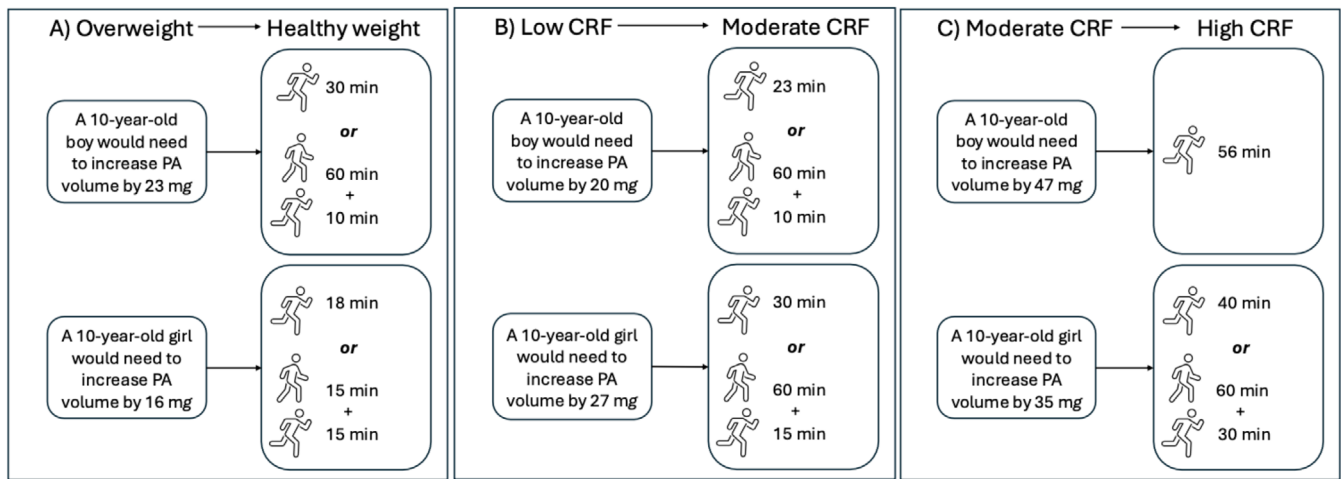 A) Overweight Healthy weight
A 10-year-old
boy would need
to increase PA
volume by 23 mg
30 min
or
60 min
+
10 min
A 10-year-old girl
would need to
increase PA
volume by 16 mg
18 min
or
15 min
+
15 min
B) Low CRF Moderate CRF
A 10-year-old
boy would need
to increase PA
volume by 20 mg
23 min
or
60 min
+
10 min
A 10-year-old girl
would need to
increase PA
volume by 27 mg
30 min
or
60 min
+
15 min
C) Moderate CRF High CRF
A 10-year-old
boy would need
to increase PA
volume by 47 mg
56 min
A 10-year-old girl
would need to
increase PA
volume by 35 mg
40 min
or
60 min
+
30 min